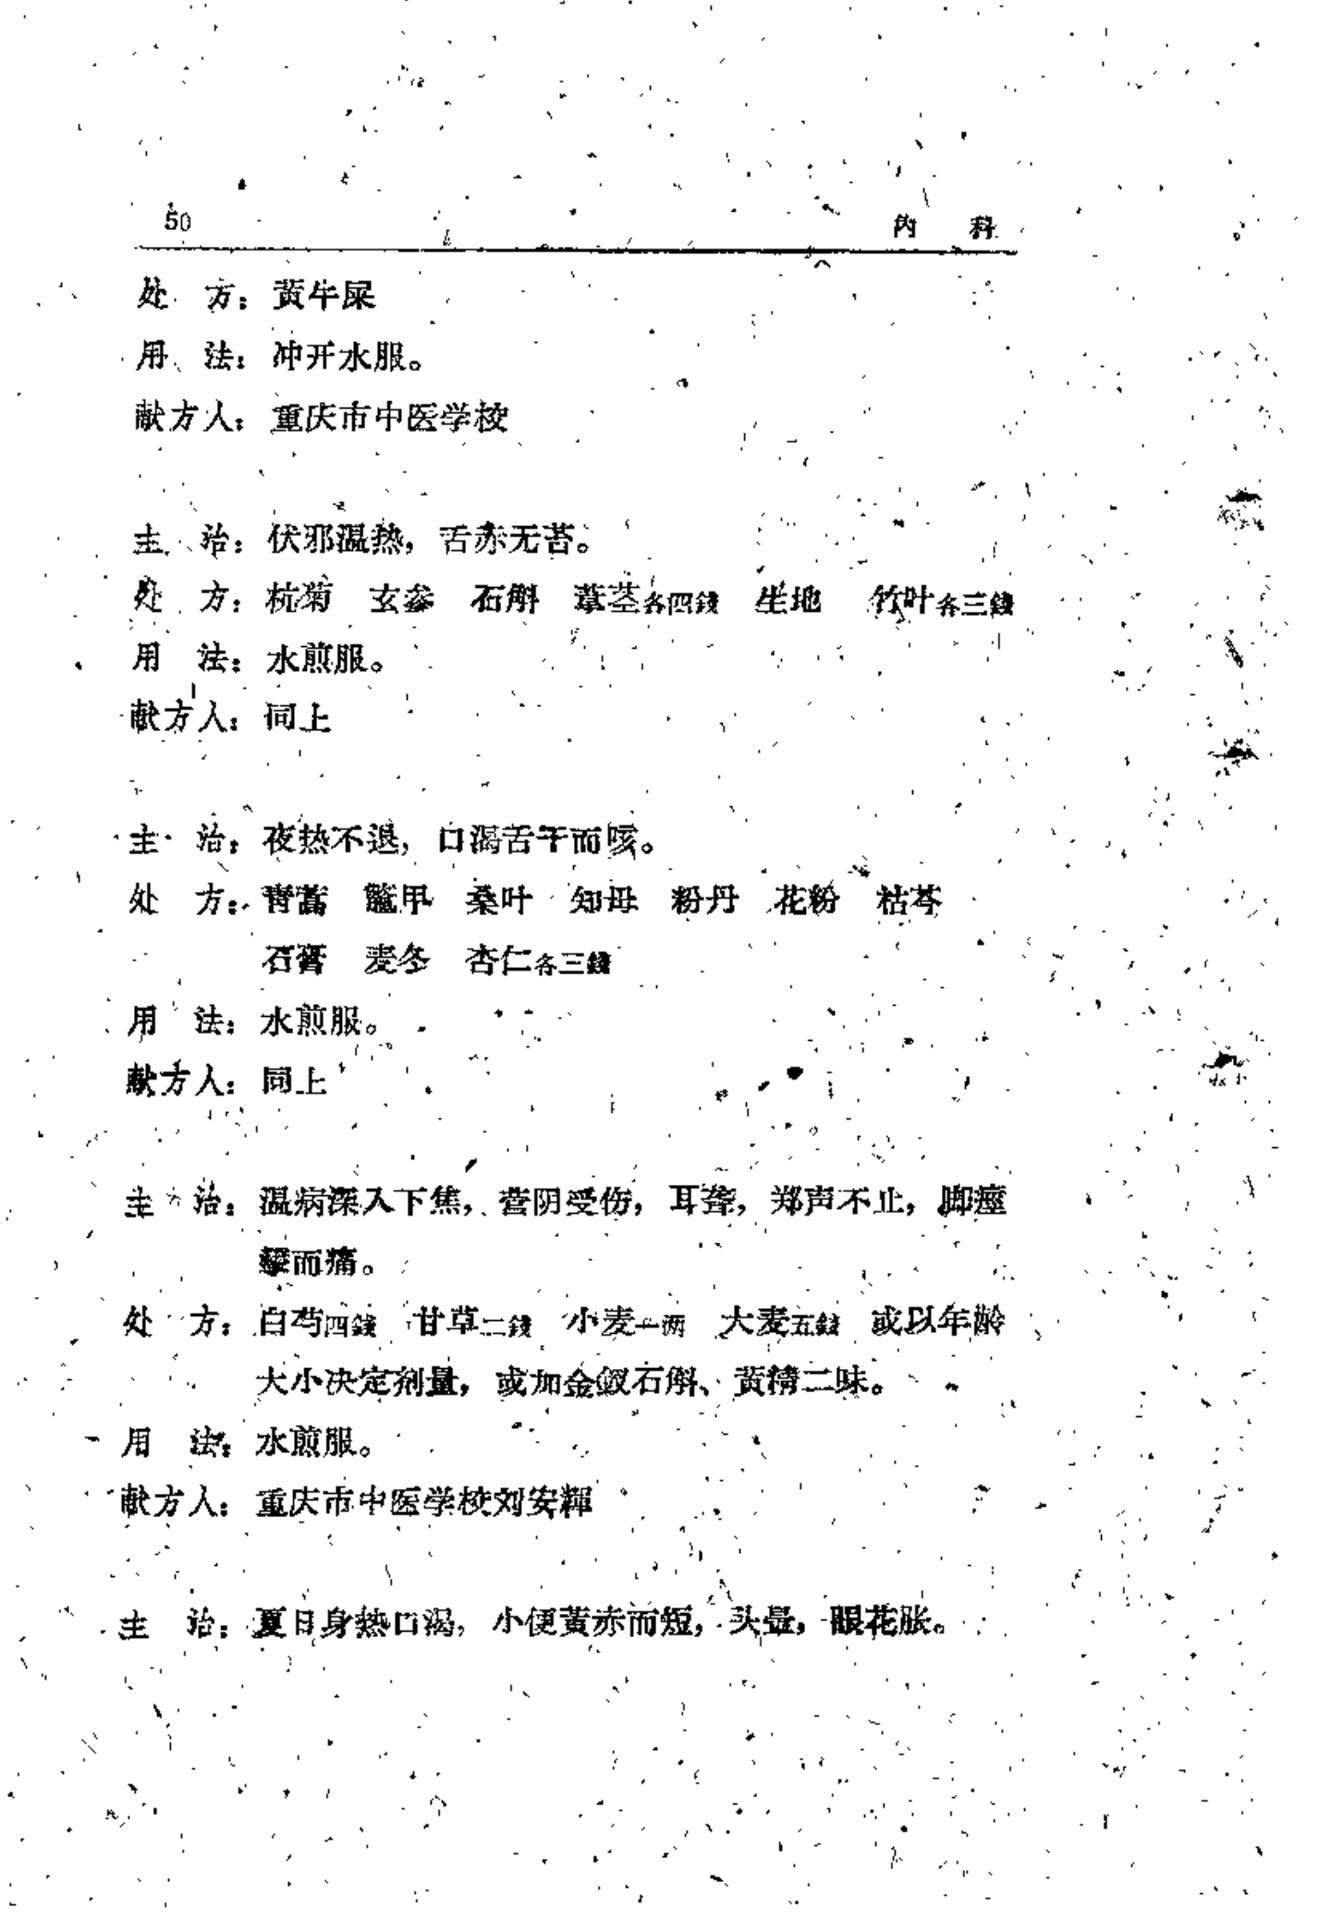 50 内 科
处 方：黄牛屎
用 法：冲开水服。
献方人：重庆市中医学校
主 治：伏邪温热，舌赤无苔。
处 方：杭菊 玄参 石斛 葦茎各四錢 生地 竹叶各三錢
用 法：水煎服。
献方人：同上
主 治：夜热不退，口渴舌干而咳。
处 方：青蒿 鼈甲 桑叶 知母 粉丹 花粉 枯芩
石膏 麦冬 杏仁各三錢
用 法：水煎服。
献方人：同上
主 治：温病深入下焦，营阴受伤，耳聋，郑声不止，脚痙
攣而痛。
处 方：白芍四錢 甘草二錢 小麦一两 大麦五錢 或以年龄
大小决定剂量，或加金釵石斛、黄精二味。
用 法：水煎服。
献方人：重庆市中医学校刘安輝
主 治：夏日身热口渴，小便黄赤而短，头晕，眼花胀。